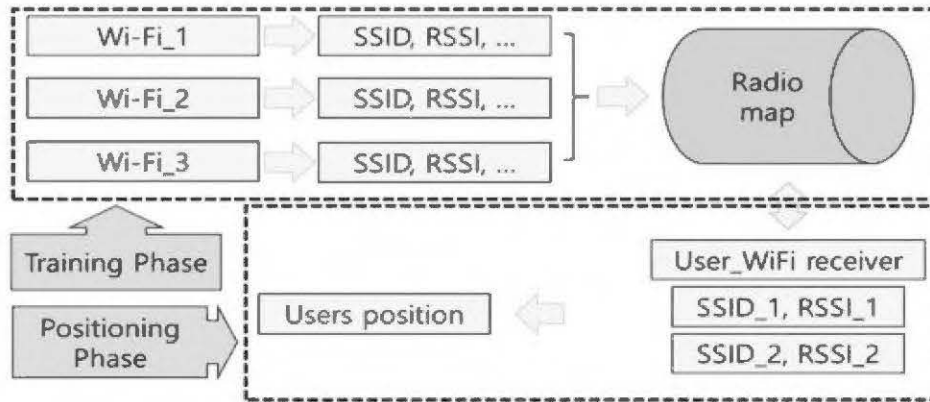 Wi-Fi_1
SSID, RSSI, ...
Wi-Fi_2
SSID, RSSI, ...
Wi-Fi_3
SSID, RSSI, ...
Radio
map
Training Phase
Positioning
Phase
Users position
User_WiFi receiver
SSID_1, RSSI_1
SSID_2, RSSI_2